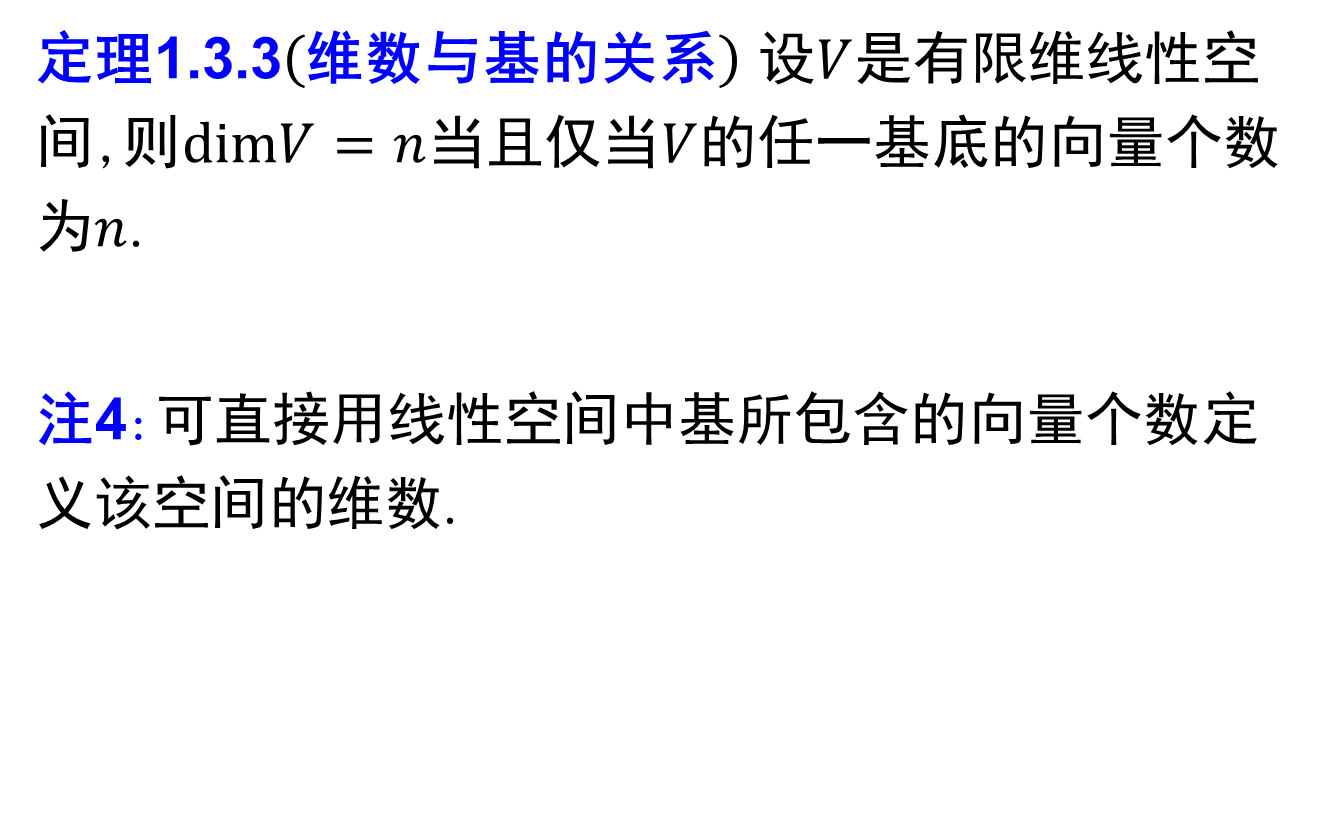 定理1.3.3(维数与基的关系) 设𝑉是有限维线性空
间,则dim𝑉 = 𝑛当且仅当𝑉的任一基底的向量个数
为𝑛.
注4: 可直接用线性空间中基所包含的向量个数定
义该空间的维数.